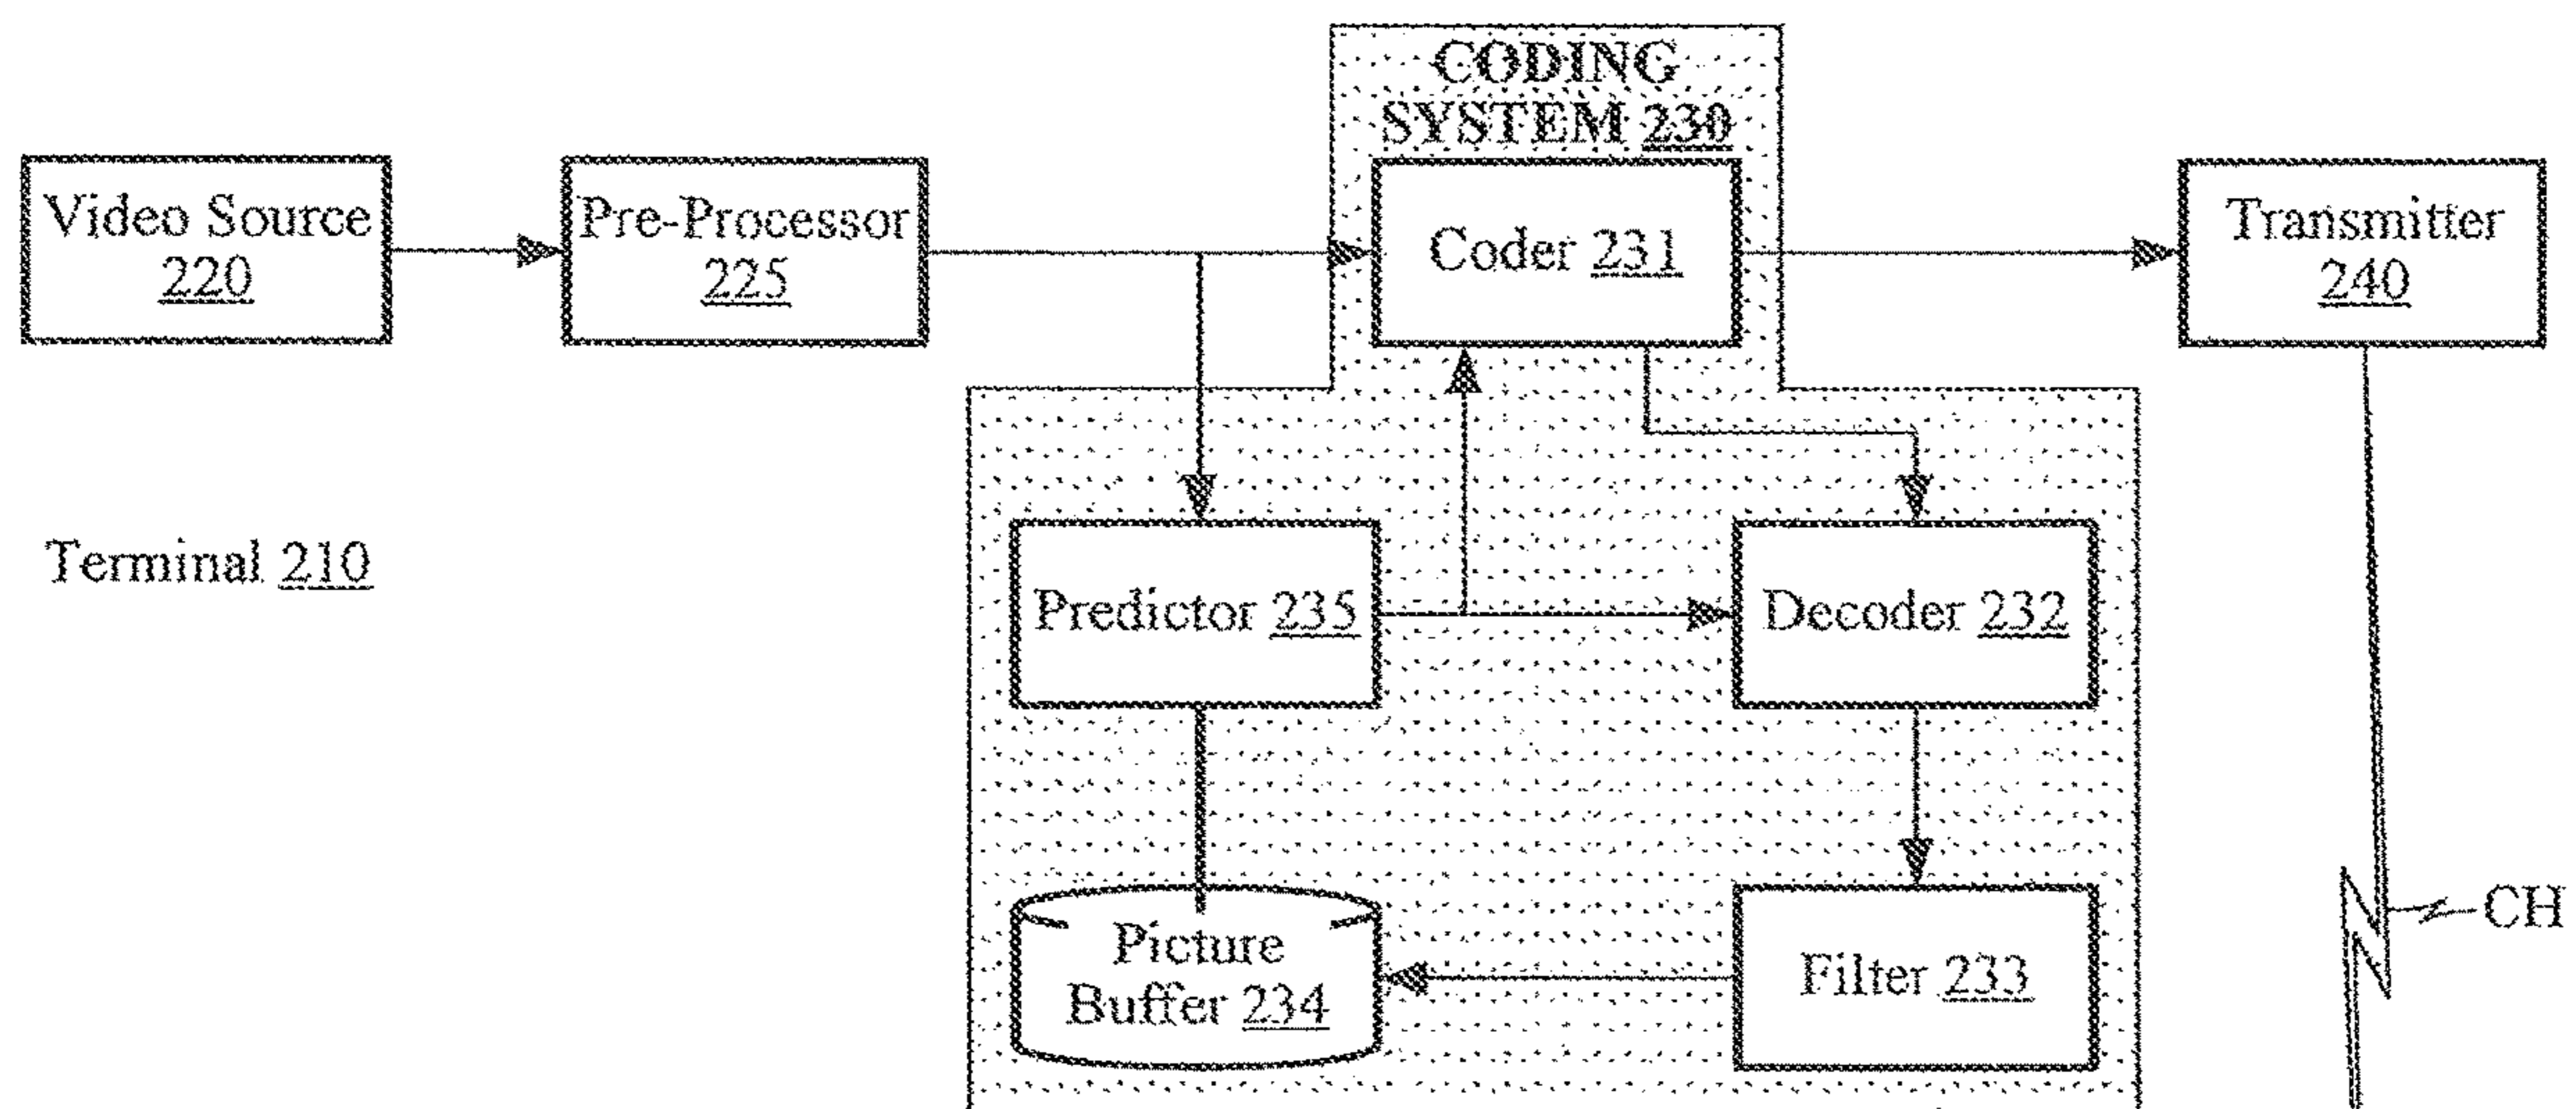 CODING
SYSTEM 230
Video Source
220
Pre-Processor
225
Coder 231
Transmitter
240
Terminal 210
Predictor 235
Decoder 232
Picture
Buffer 234
Filter 233
CH